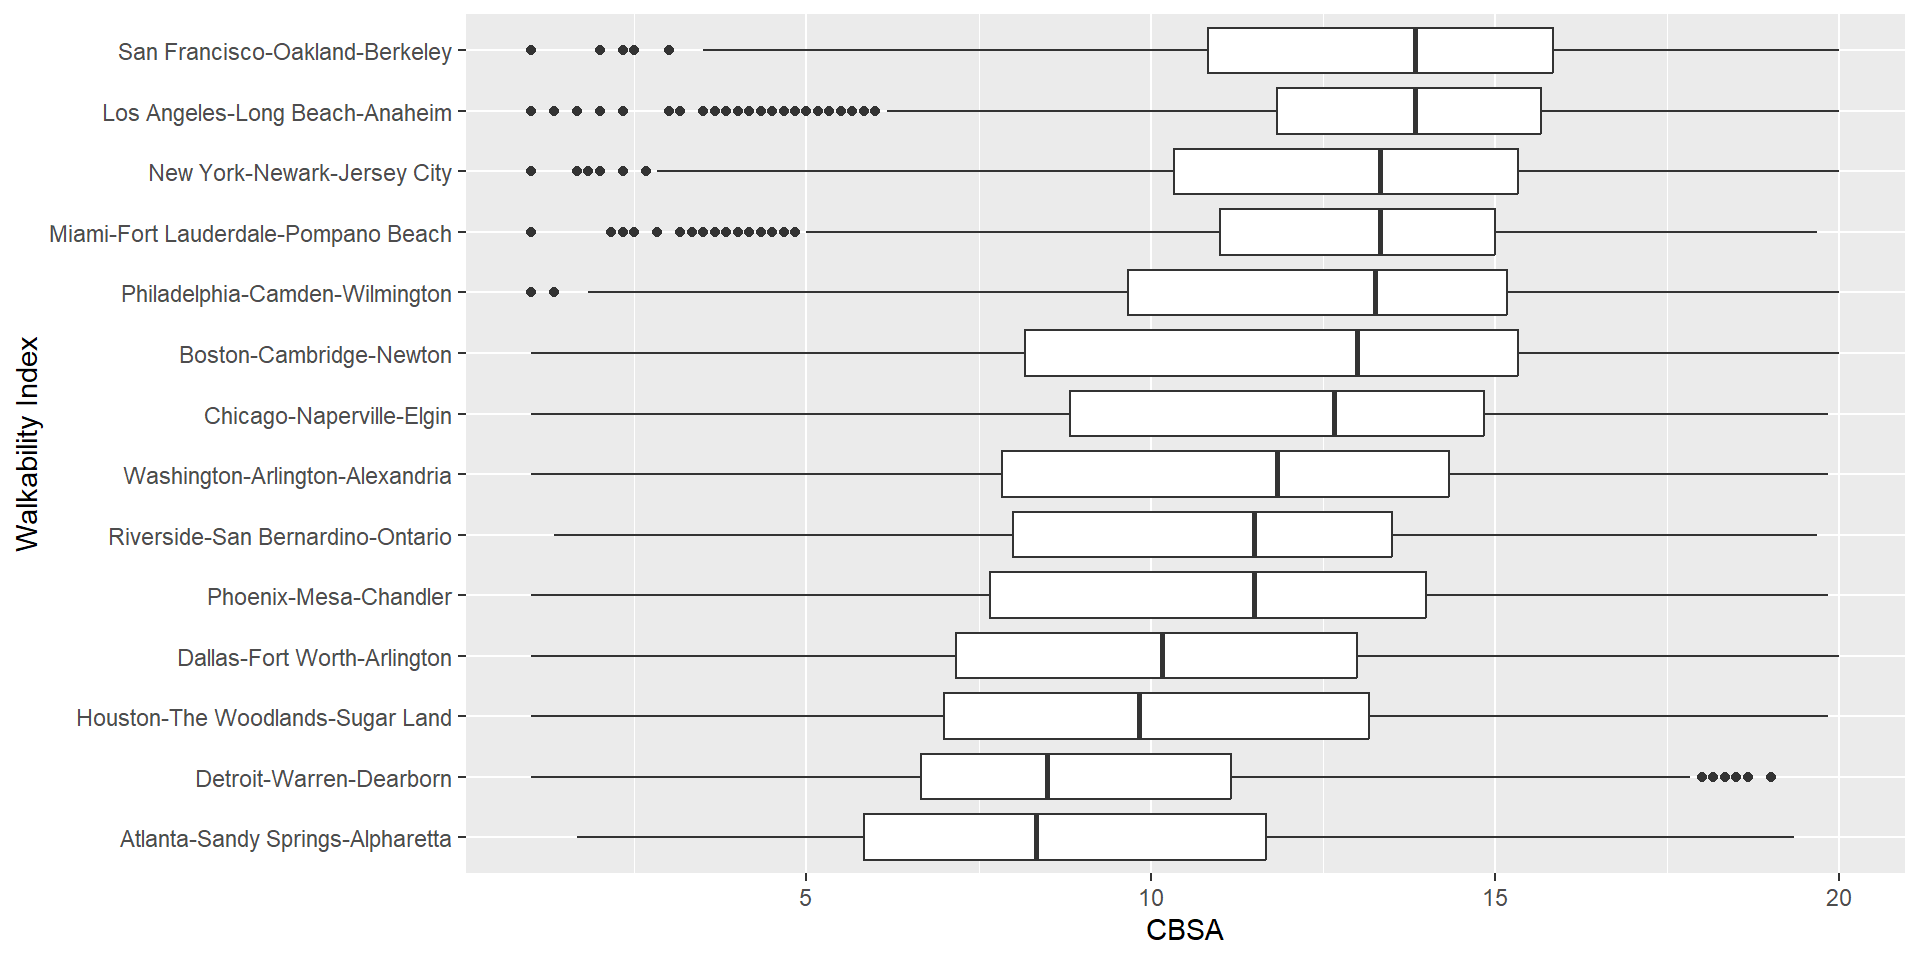 San Francisco-Oakland-Berkeley
Los Angeles-Long Beach-Anaheim
New York-Newark-Jersey City
Miami-Fort Lauderdale-Pompano Beach
Philadelphia-Camden-Wilmington
Boston-Cambridge-Newton
Chicago-Naperville-Elgin
Washington-Arlington-Alexandria
Riverside-San Bernardino-Ontario
Phoenix-Mesa-Chandler
Dallas-Fort Worth-Arlington
Houston-The Woodlands-Sugar Land
Detroit-Warren-Dearborn
Atlanta-Sandy Springs-Alpharetta
Walkability Index
5 10 15 20
CBSA